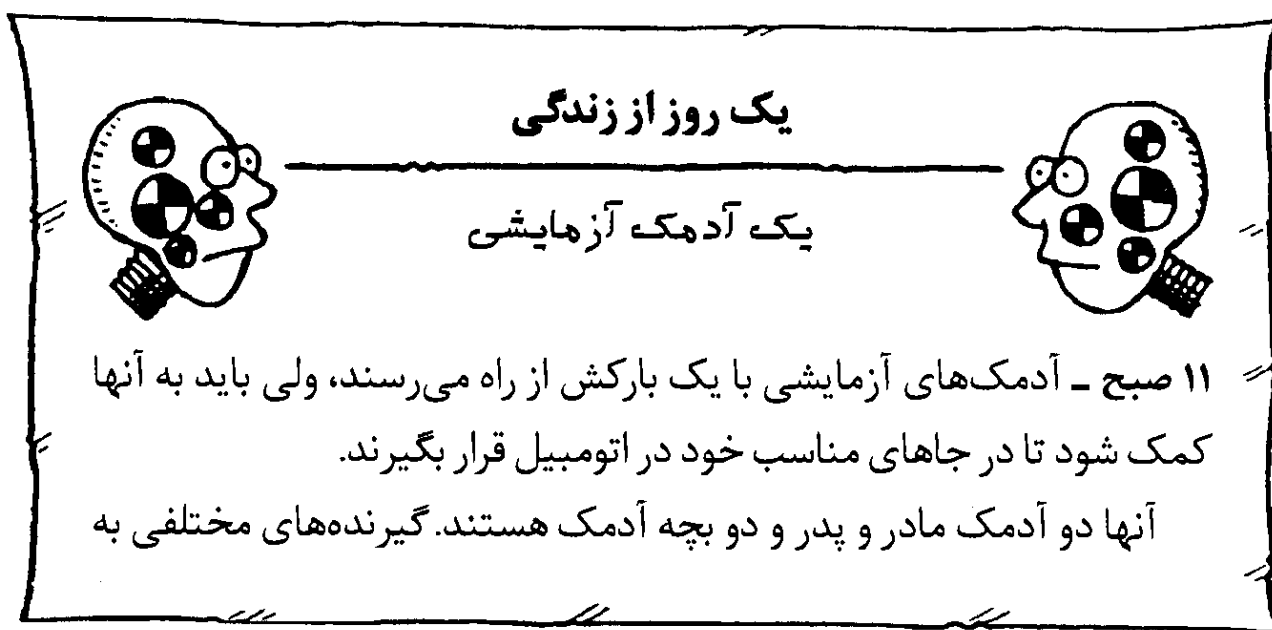 یک روز از زندگی
یک آدمک آزمایشی
۱۱ صبح ـ آدمک‌های آزمایشی با یک بارکش از راه می‌رسند، ولی باید به آنها
کمک شود تا در جاهای مناسب خود در اتومبیل قرار بگیرند.
آنها دو آدمک مادر و پدر و دو بچه آدمک هستند. گیرنده‌های مختلفی به